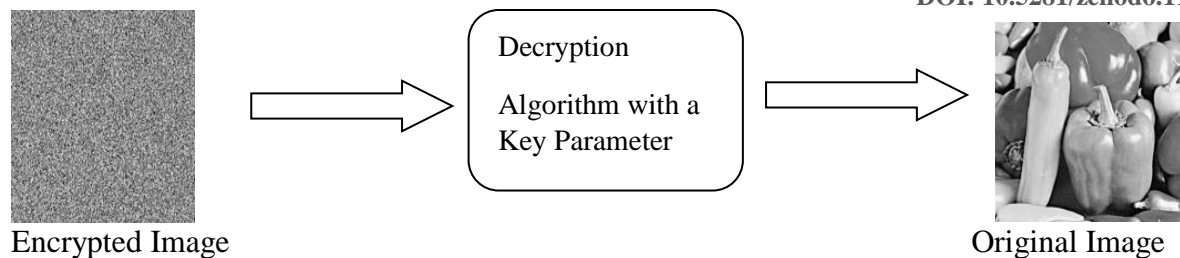 Decryption
Algorithm with a
Key Parameter
Encrypted Image
Original Image